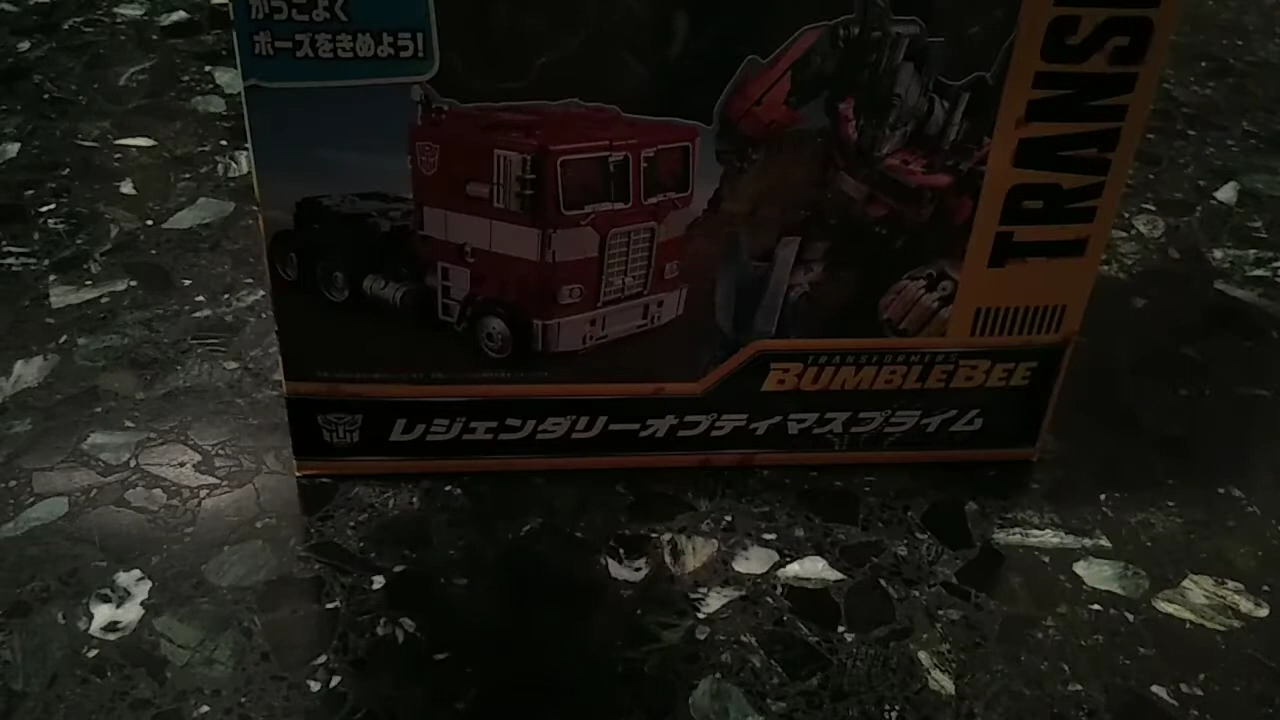 かっこよく
ポーズをきめよう!
TRANSF
TRANSFORMERS
BUMBLEBEE
レジェンダリーオプティマスプライム